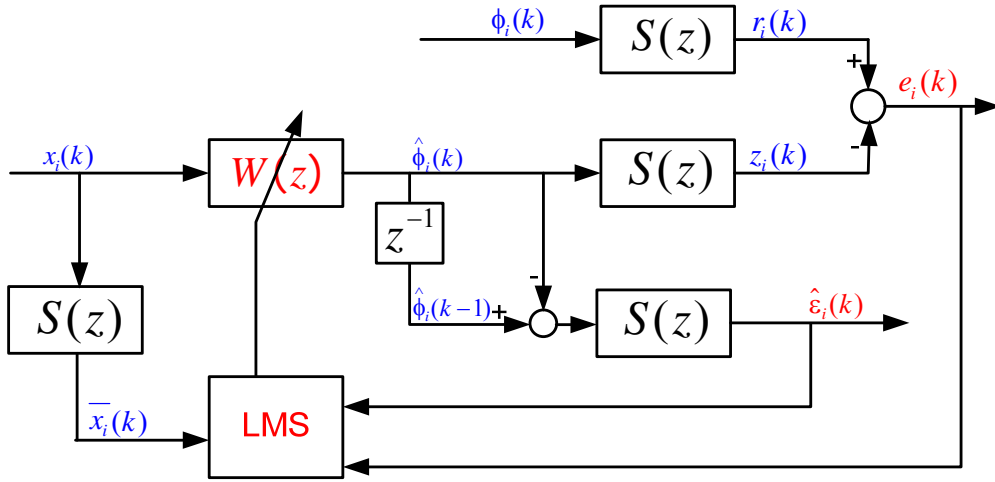 ϕᵢ(k) S(z) rᵢ(k)
+ eᵢ(k)
xᵢ(k) W(z) ϕ̂ᵢ(k) S(z) zᵢ(k) -
z⁻¹
-
ϕ̂ᵢ(k−1) + S(z) ε̂ᵢ(k)
S(z)
x̅ᵢ(k) LMS